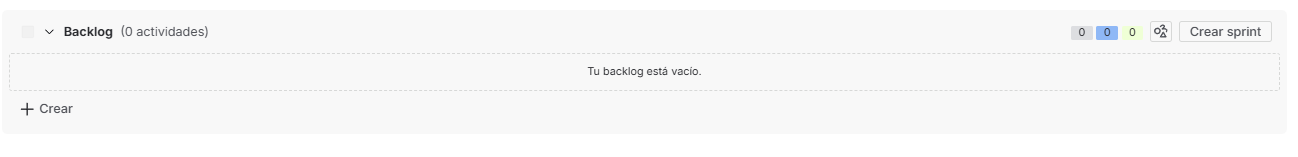 Backlog (0 actividades) 0 0 0 Crear sprint
Tu backlog está vacío.
Crear